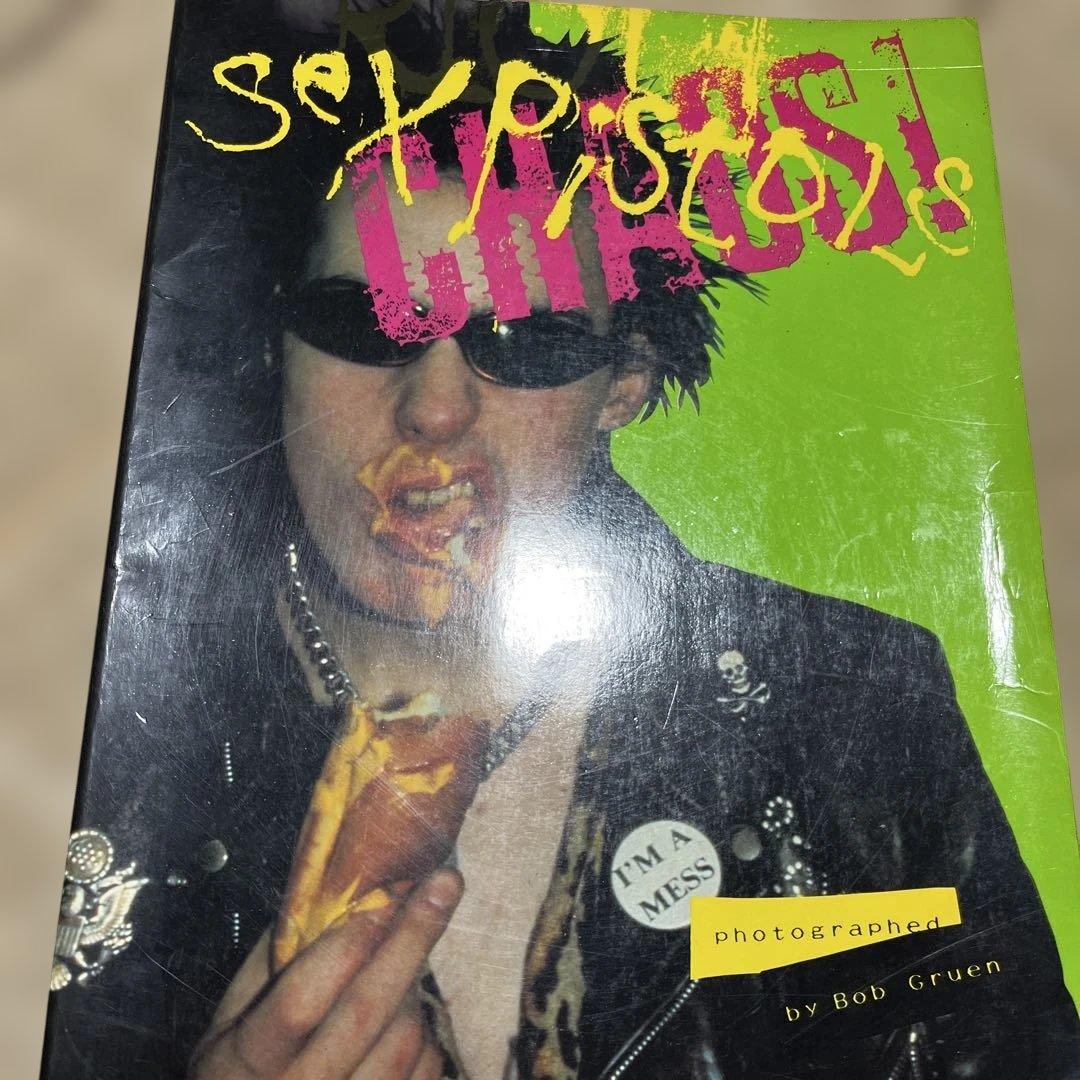 sex PisToLs
CHAOS!
I'M A
MESS
photographed
by Bob Gruen